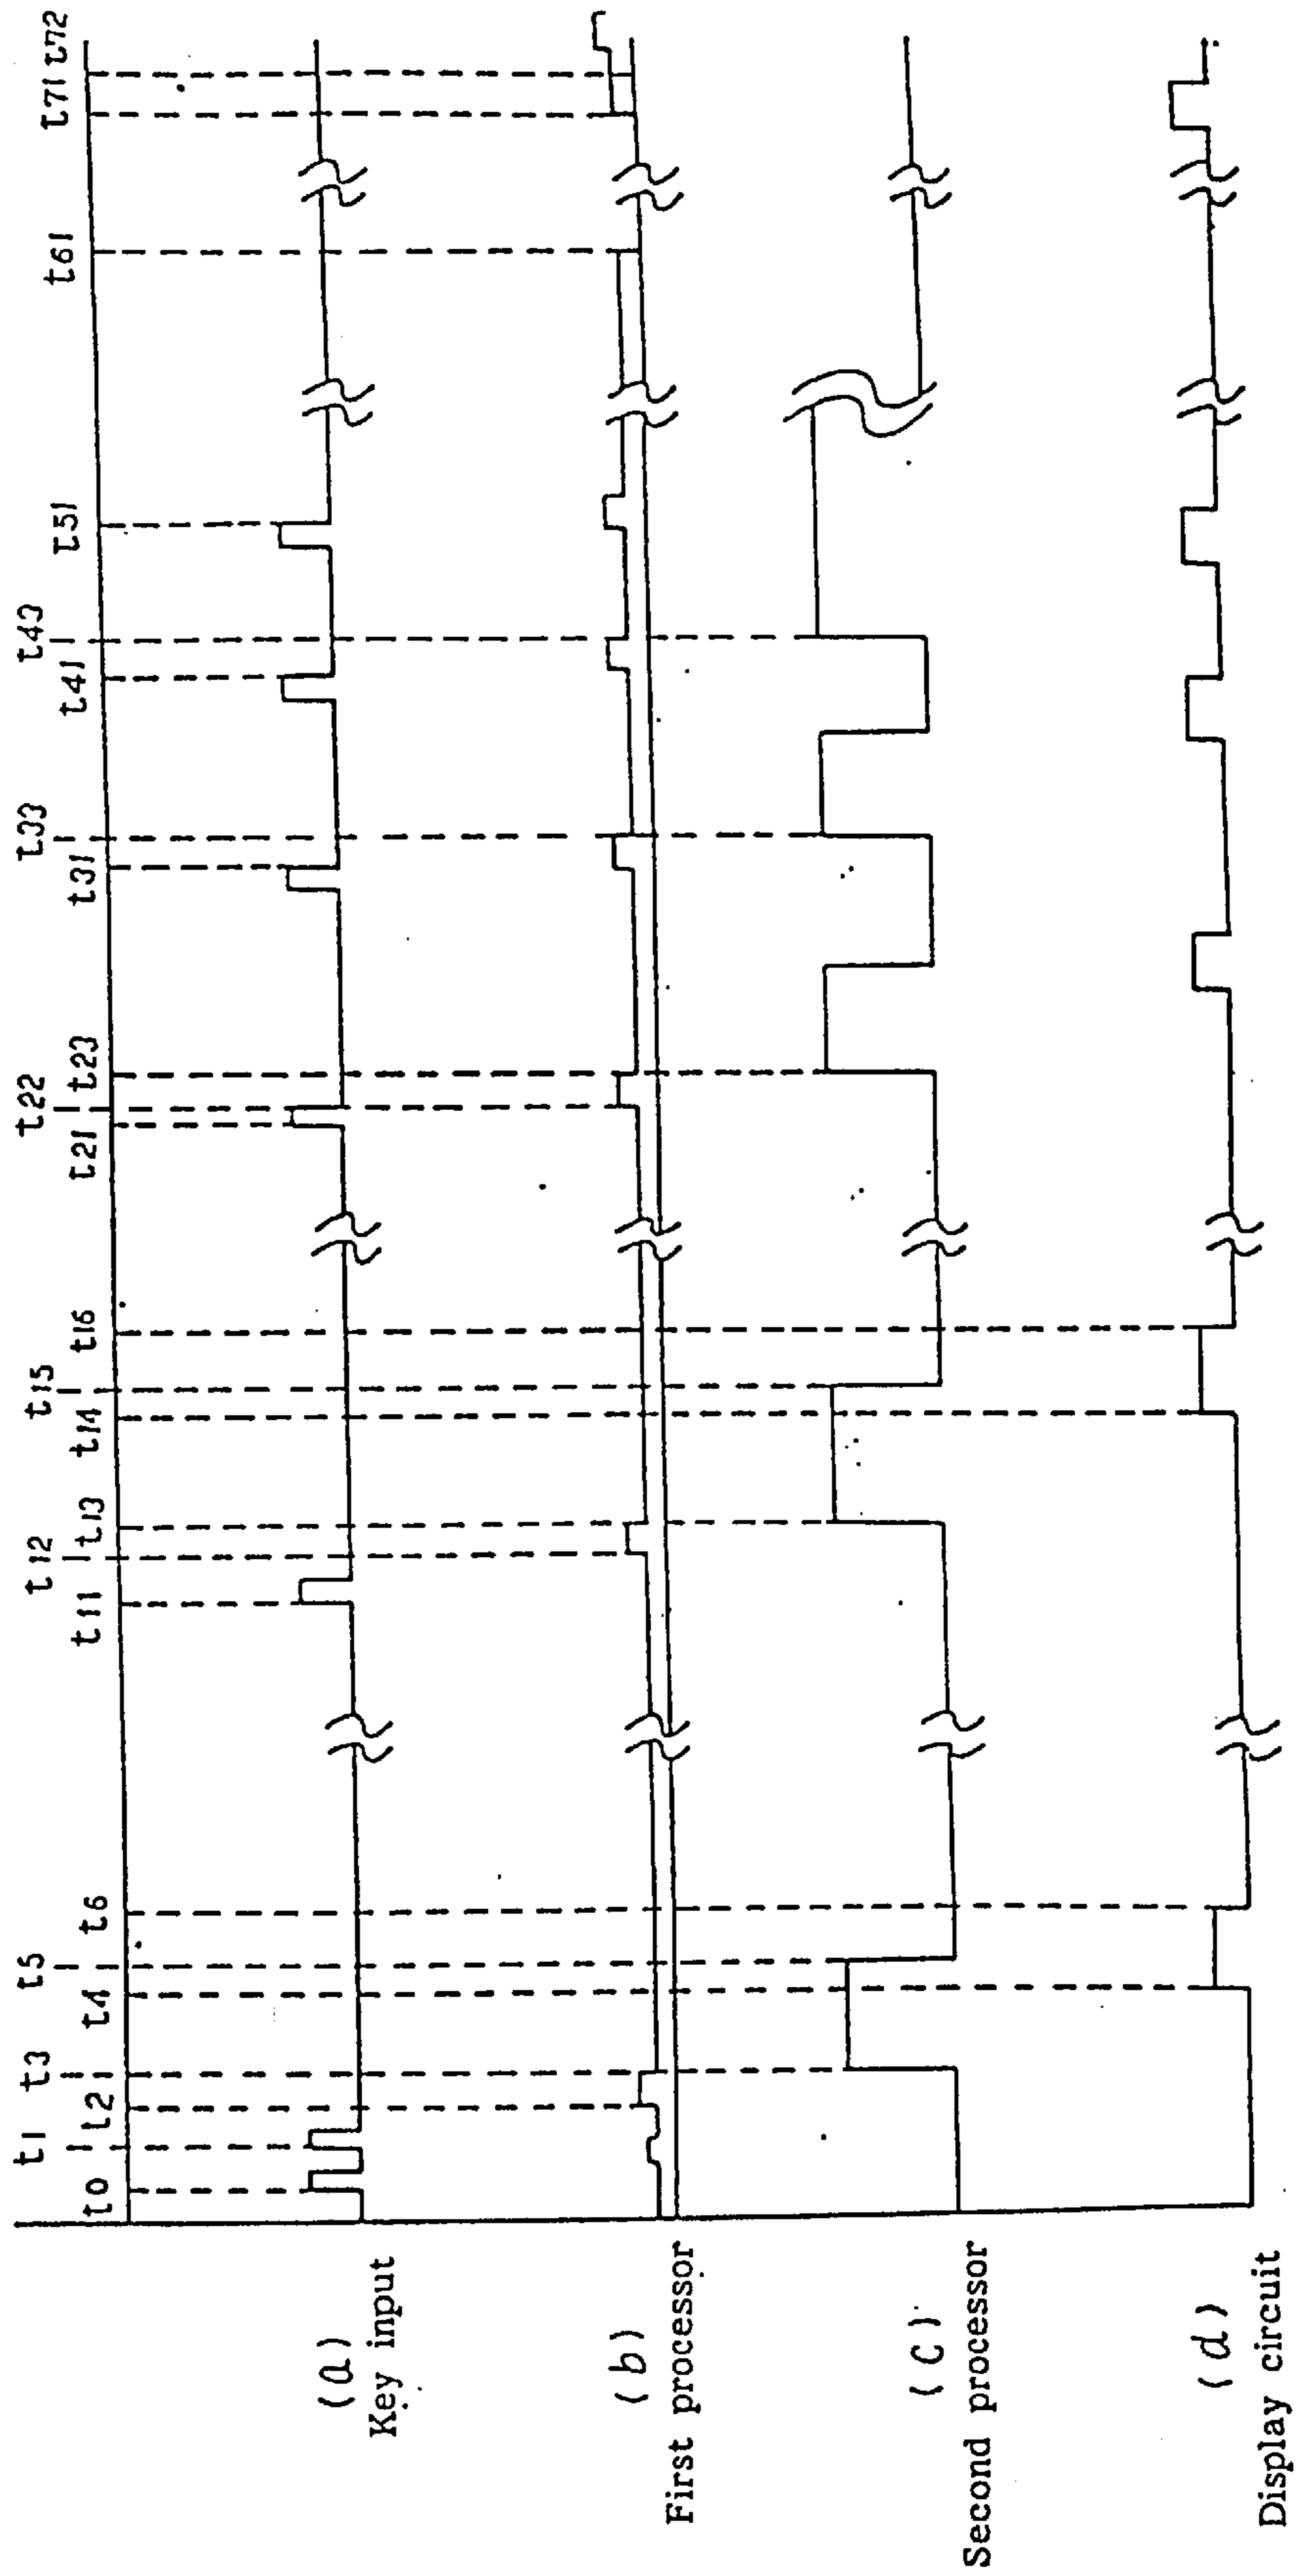 t0 t1 t2 t3 t4 t5 t6 t11 t12 t13 t14 t15 t16 t21 t22 t23 t31 t33 t41 t43 t51 t61 t71 t72
(a)
Key input
(b)
First processor
(c)
Second processor
(d)
Display circuit